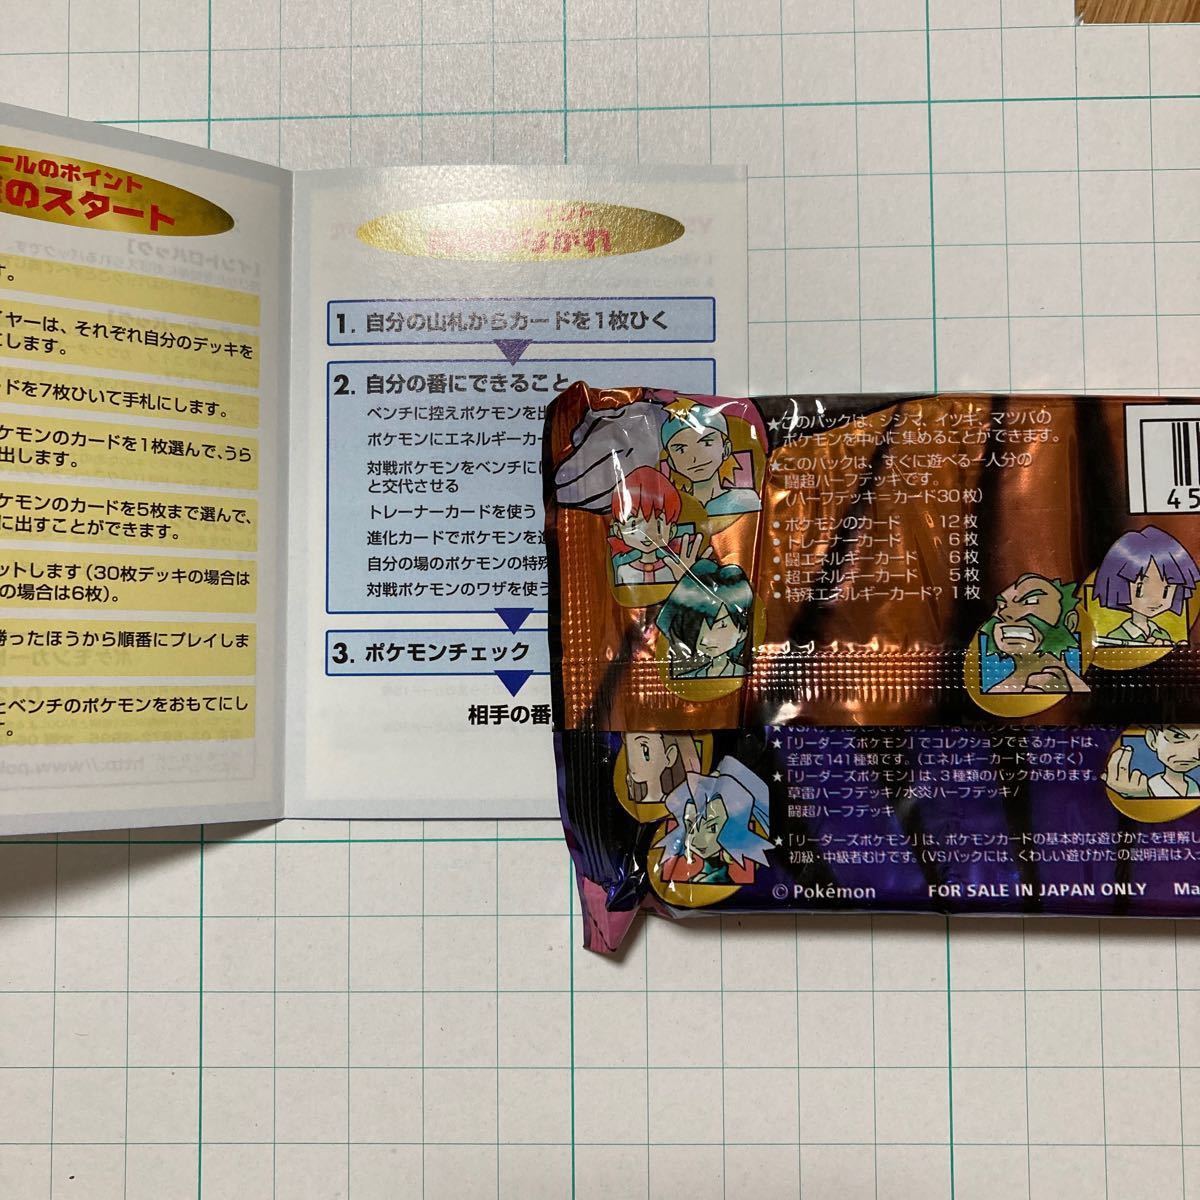 ールのポイント
のスタート
す。
イヤーは、それぞれ自分のデッキを
にします。
ードを7枚ひいて手札にします。
ケモンのカードを1枚選んで、うら
出します。
ケモンのカードを5枚まで選んで、
に出すことができます。
ットします(30枚デッキの場合は
の場合は6枚)。
勝ったほうから順番にプレイしま
とベンチのポケモンをおもてにし
す。
イント
ながれ
1. 自分の山札からカードを1枚ひく
2. 自分の番にできること
ベンチに控えポケモンを出
ポケモンにエネルギーカー
対戦ポケモンをベンチに
と交代させる
トレーナーカードを使う
進化カードでポケモンを進
自分の場のポケモンの特殊
対戦ポケモンのワザを使う
3. ポケモンチェック
相手の番
★このパックは、シジマ、イツキ、マツバの
ポケモンを中心に集めることができます。
★このパックは、すぐに遊べる一人分の
闘超ハーフデッキです。
(ハーフデッキ=カード30枚)
• ポケモンのカード 12枚
• トレーナーカード 6枚
• 闘エネルギーカード 6枚
• 超エネルギーカード 5枚
• 特殊エネルギーカード? 1枚
45
★「リーダーズポケモン」でコレクションできるカードは、
全部で141種類です。(エネルギーカードをのぞく)
★「リーダーズポケモン」は、3種類のパックがあります。
草雷ハーフデッキ/水炎ハーフデッキ/
闘超ハーフデッキ
★「リーダーズポケモン」は、ポケモンカードの基本的な遊びかたを理解し
初級・中級者むけです。(VSパックには、くわしい遊びかたの説明書は入っ
© Pokémon FOR SALE IN JAPAN ONLY Ma